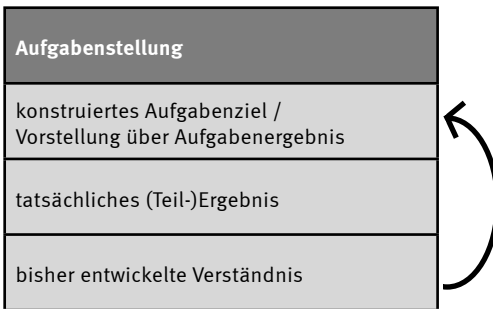 Aufgabenstellung
konstruiertes Aufgabenziel /
Vorstellung über Aufgabenergebnis
tatsächliches (Teil-)Ergebnis
bisher entwickelte Verständnis